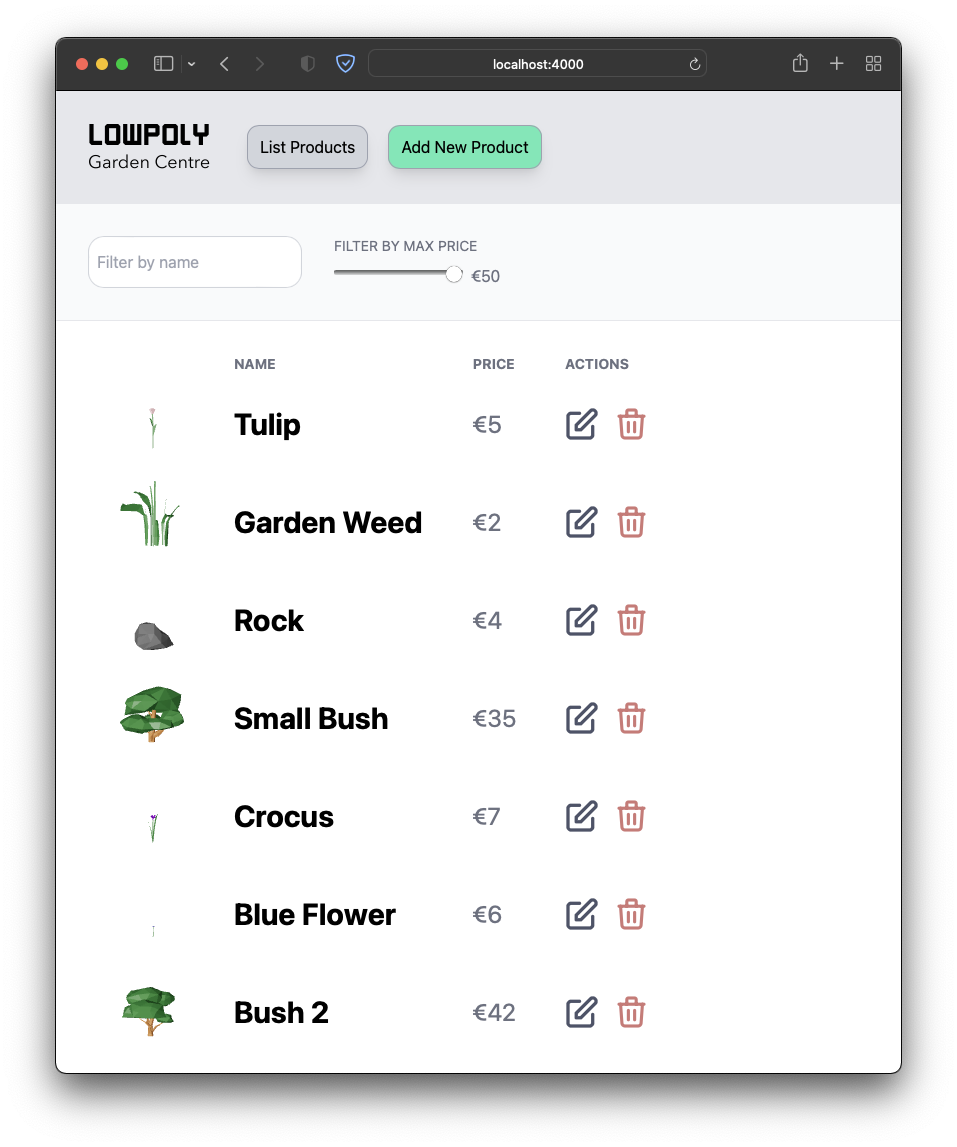 localhost:4000
LOWPOLY
Garden Centre
List Products
Add New Product
Filter by name
FILTER BY MAX PRICE
€50
NAME PRICE ACTIONS
Tulip €5
Garden Weed €2
Rock €4
Small Bush €35
Crocus €7
Blue Flower €6
Bush 2 €42